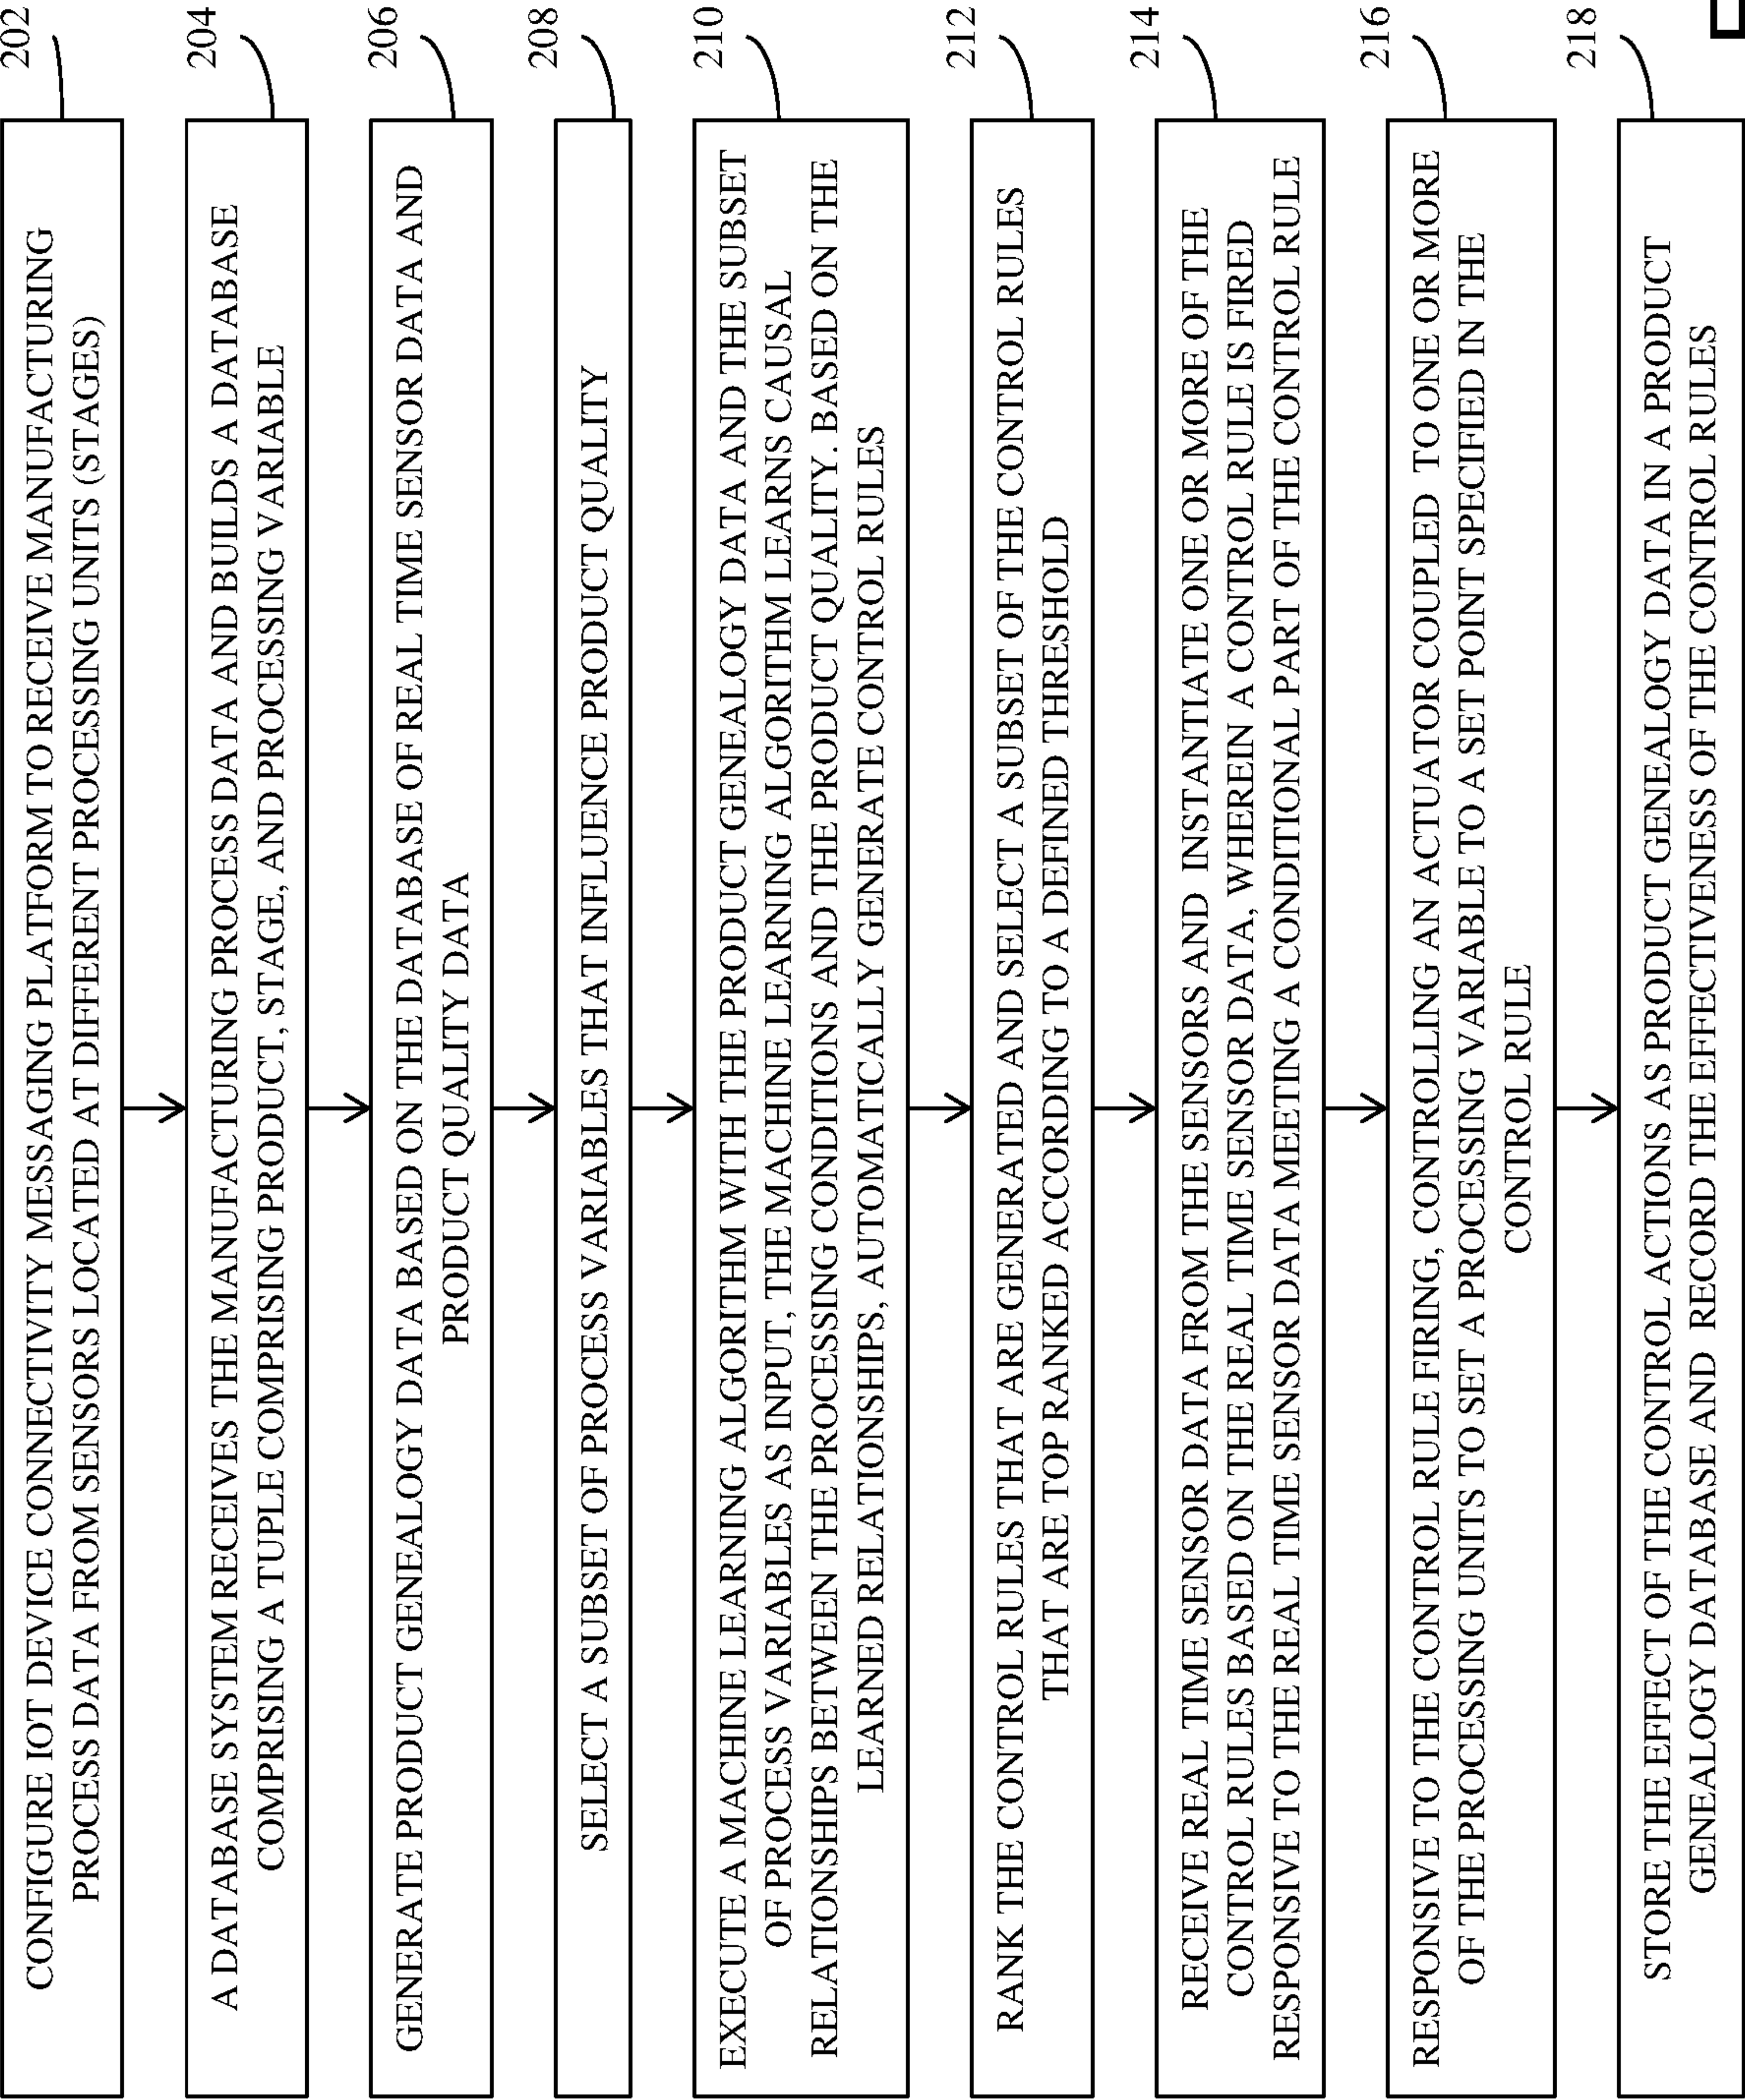 202
CONFIGURE IOT DEVICE CONNECTIVITY MESSAGING PLATFORM TO RECEIVE MANUFACTURING
PROCESS DATA FROM SENSORS LOCATED AT DIFFERENT PROCESSING UNITS (STAGES)
204
A DATABASE SYSTEM RECEIVES THE MANUFACTURING PROCESS DATA AND BUILDS A DATABASE
COMPRISING A TUPLE COMPRISING PRODUCT, STAGE, AND PROCESSING VARIABLE
206
GENERATE PRODUCT GENEALOGY DATA BASED ON THE DATABASE OF REAL TIME SENSOR DATA AND
PRODUCT QUALITY DATA
208
SELECT A SUBSET OF PROCESS VARIABLES THAT INFLUENCE PRODUCT QUALITY
210
EXECUTE A MACHINE LEARNING ALGORITHM WITH THE PRODUCT GENEALOGY DATA AND THE SUBSET
OF PROCESS VARIABLES AS INPUT, THE MACHINE LEARNING ALGORITHM LEARNS CAUSAL
RELATIONSHIPS BETWEEN THE PROCESSING CONDITIONS AND THE PRODUCT QUALITY. BASED ON THE
LEARNED RELATIONSHIPS, AUTOMATICALLY GENERATE CONTROL RULES
212
RANK THE CONTROL RULES THAT ARE GENERATED AND SELECT A SUBSET OF THE CONTROL RULES
THAT ARE TOP RANKED ACCORDING TO A DEFINED THRESHOLD
214
RECEIVE REAL TIME SENSOR DATA FROM THE SENSORS AND INSTANTIATE ONE OR MORE OF THE
CONTROL RULES BASED ON THE REAL TIME SENSOR DATA, WHEREIN A CONTROL RULE IS FIRED
RESPONSIVE TO THE REAL TIME SENSOR DATA MEETING A CONDITIONAL PART OF THE CONTROL RULE
216
RESPONSIVE TO THE CONTROL RULE FIRING, CONTROLLING AN ACTUATOR COUPLED TO ONE OR MORE
OF THE PROCESSING UNITS TO SET A PROCESSING VARIABLE TO A SET POINT SPECIFIED IN THE
CONTROL RULE
218
STORE THE EFFECT OF THE CONTROL ACTIONS AS PRODUCT GENEALOGY DATA IN A PRODUCT
GENEALOGY DATABASE AND RECORD THE EFFECTIVENESS OF THE CONTROL RULES